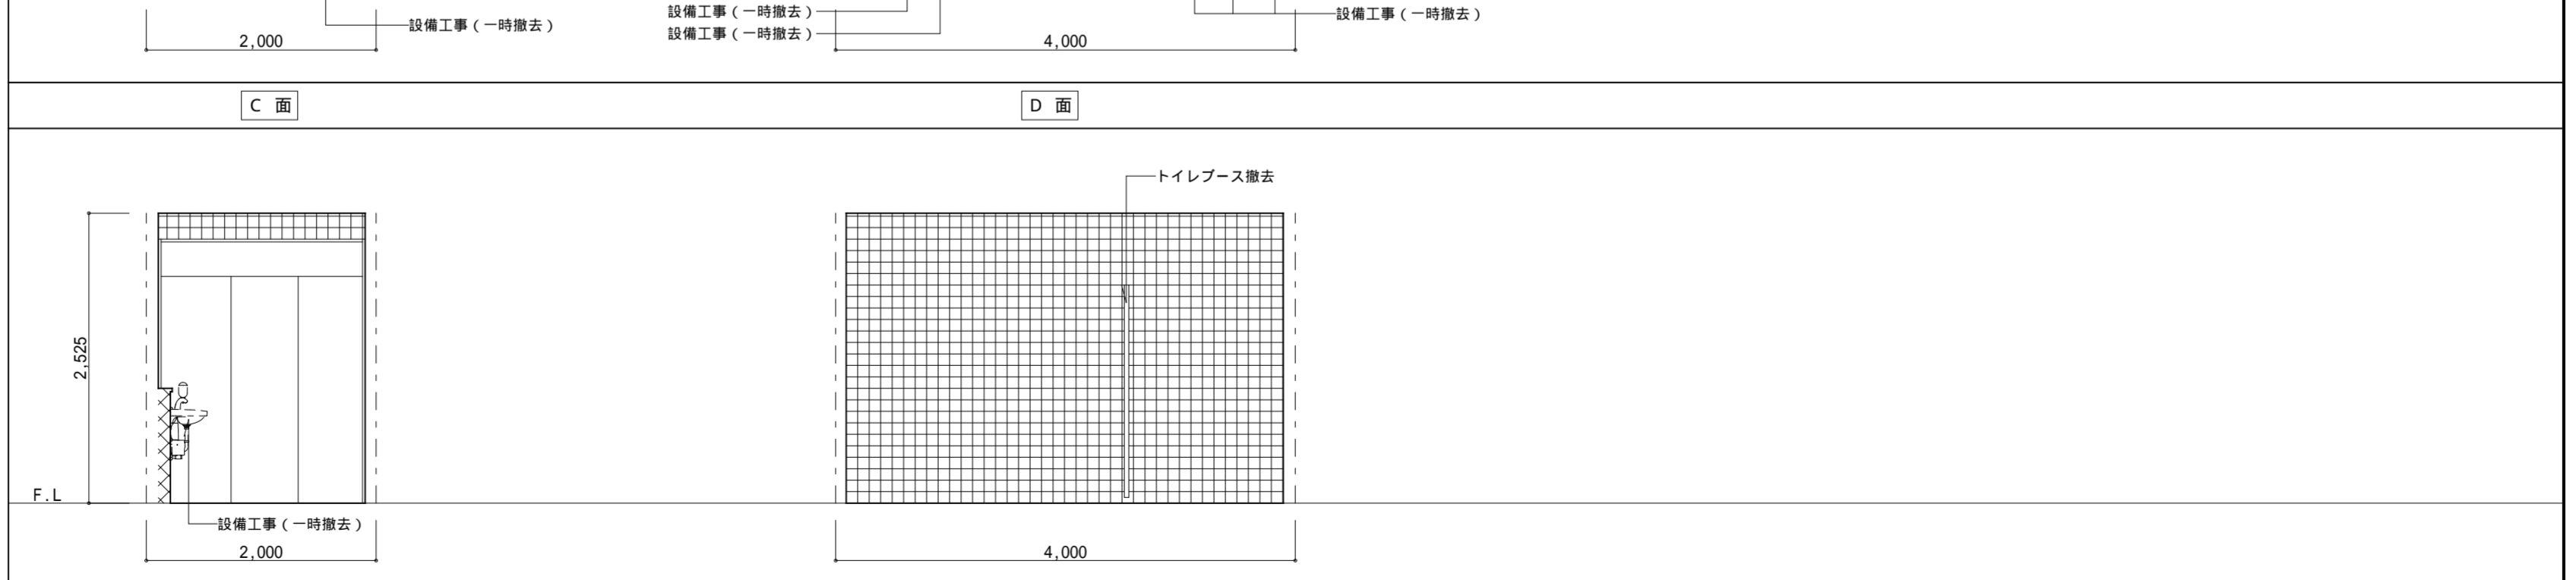 設備工事(一時撤去)
設備工事(一時撤去)
設備工事(一時撤去)
設備工事(一時撤去)
2,000
4,000
C 面
D 面
トイレブース撤去
2,525
F.L
設備工事(一時撤去)
2,000
4,000